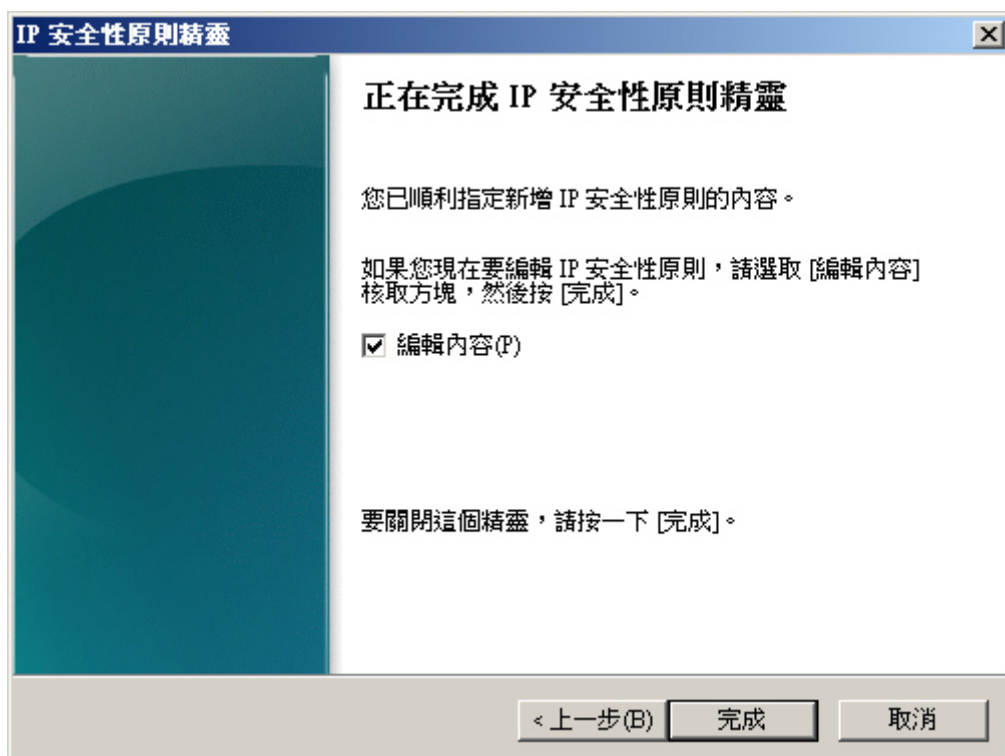 IP 安全性原則精靈
正在完成 IP 安全性原則精靈
您已順利指定新增 IP 安全性原則的內容。
如果您現在要編輯 IP 安全性原則，請選取 [編輯內容]
核取方塊，然後按 [完成]。
編輯內容(P)
要關閉這個精靈，請按一下 [完成]。
<上一步(B) 完成 取消